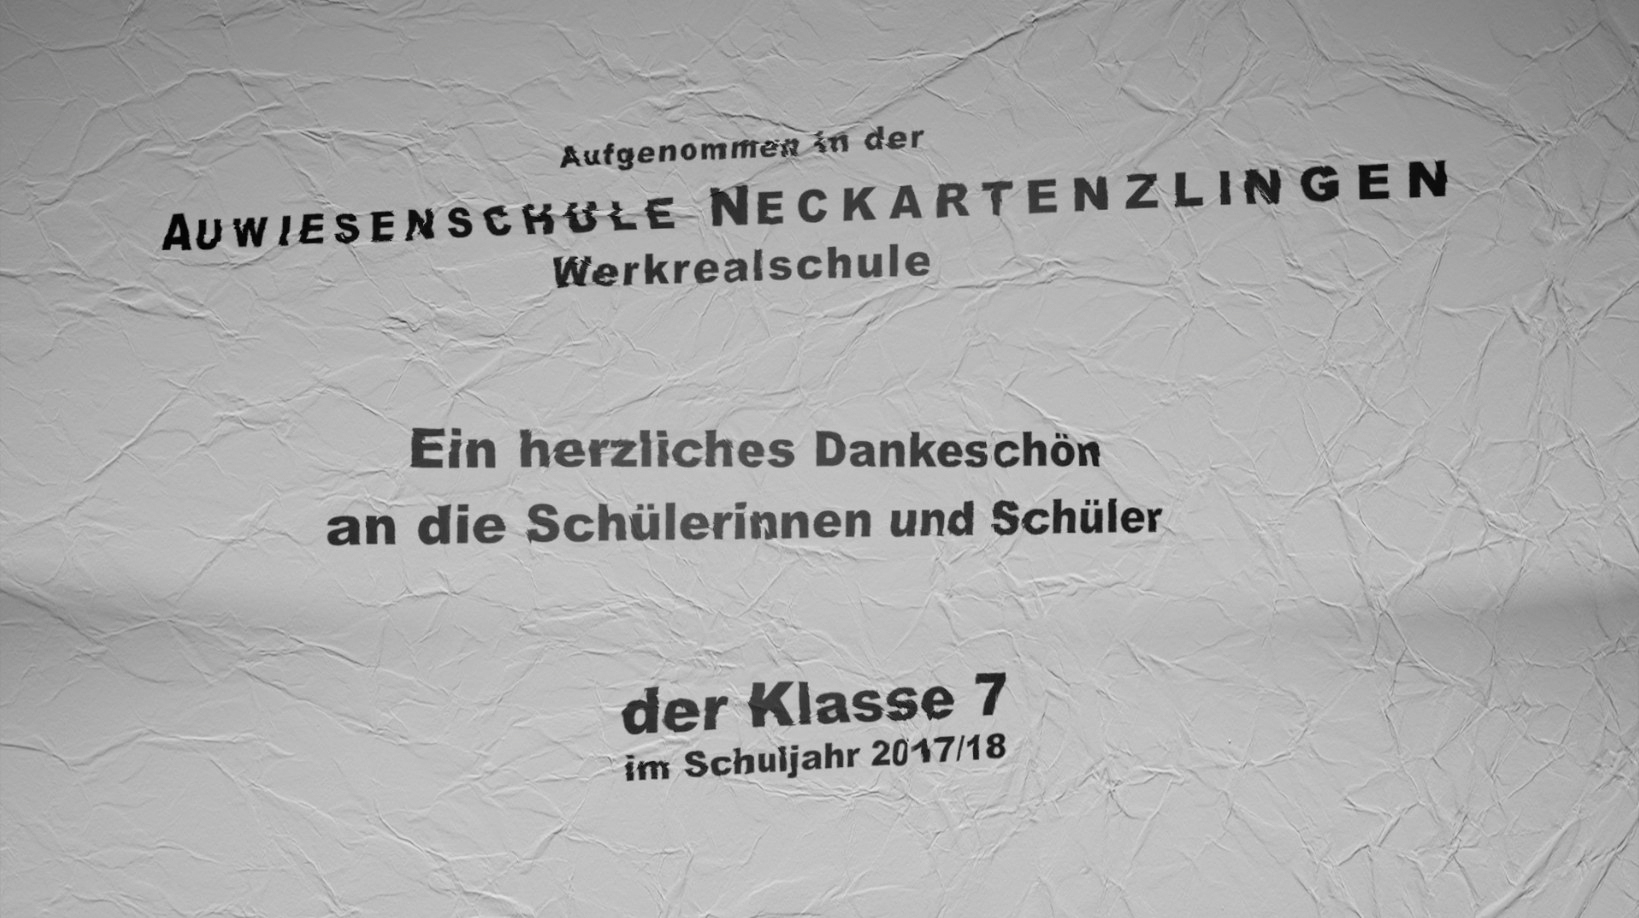 Aufgenommen in der
AUWIESENSCHULE NECKARTENZLINGEN
Werkrealschule
Ein herzliches Dankeschön
an die Schülerinnen und Schüler
der Klasse 7
im Schuljahr 2017/18